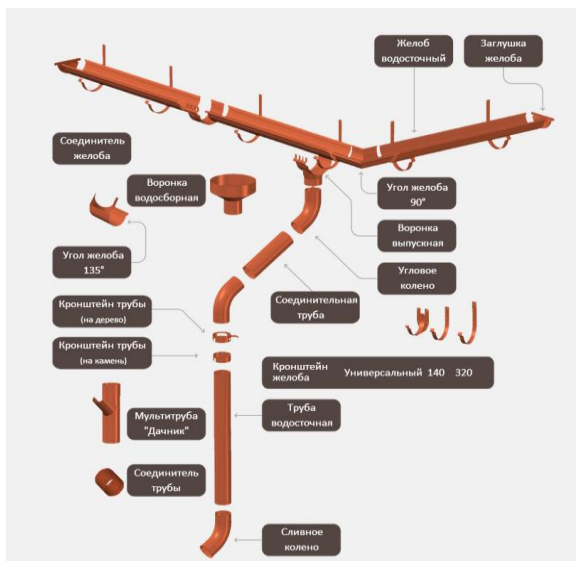 Желоб
водосточный
Заглушка
желоба
Соединитель
желоба
Воронка
водосборная
Угол желоба
90°
Воронка
выпускная
Угол желоба
135°
Угловое
колено
Соединительная
труба
Кронштейн трубы
(на дерево)
Кронштейн трубы
(на камень)
Кронштейн
желоба
Универсальный 140 320
Мультитруба
"Дачник"
Труба
водосточная
Соединитель
трубы
Сливное
колено